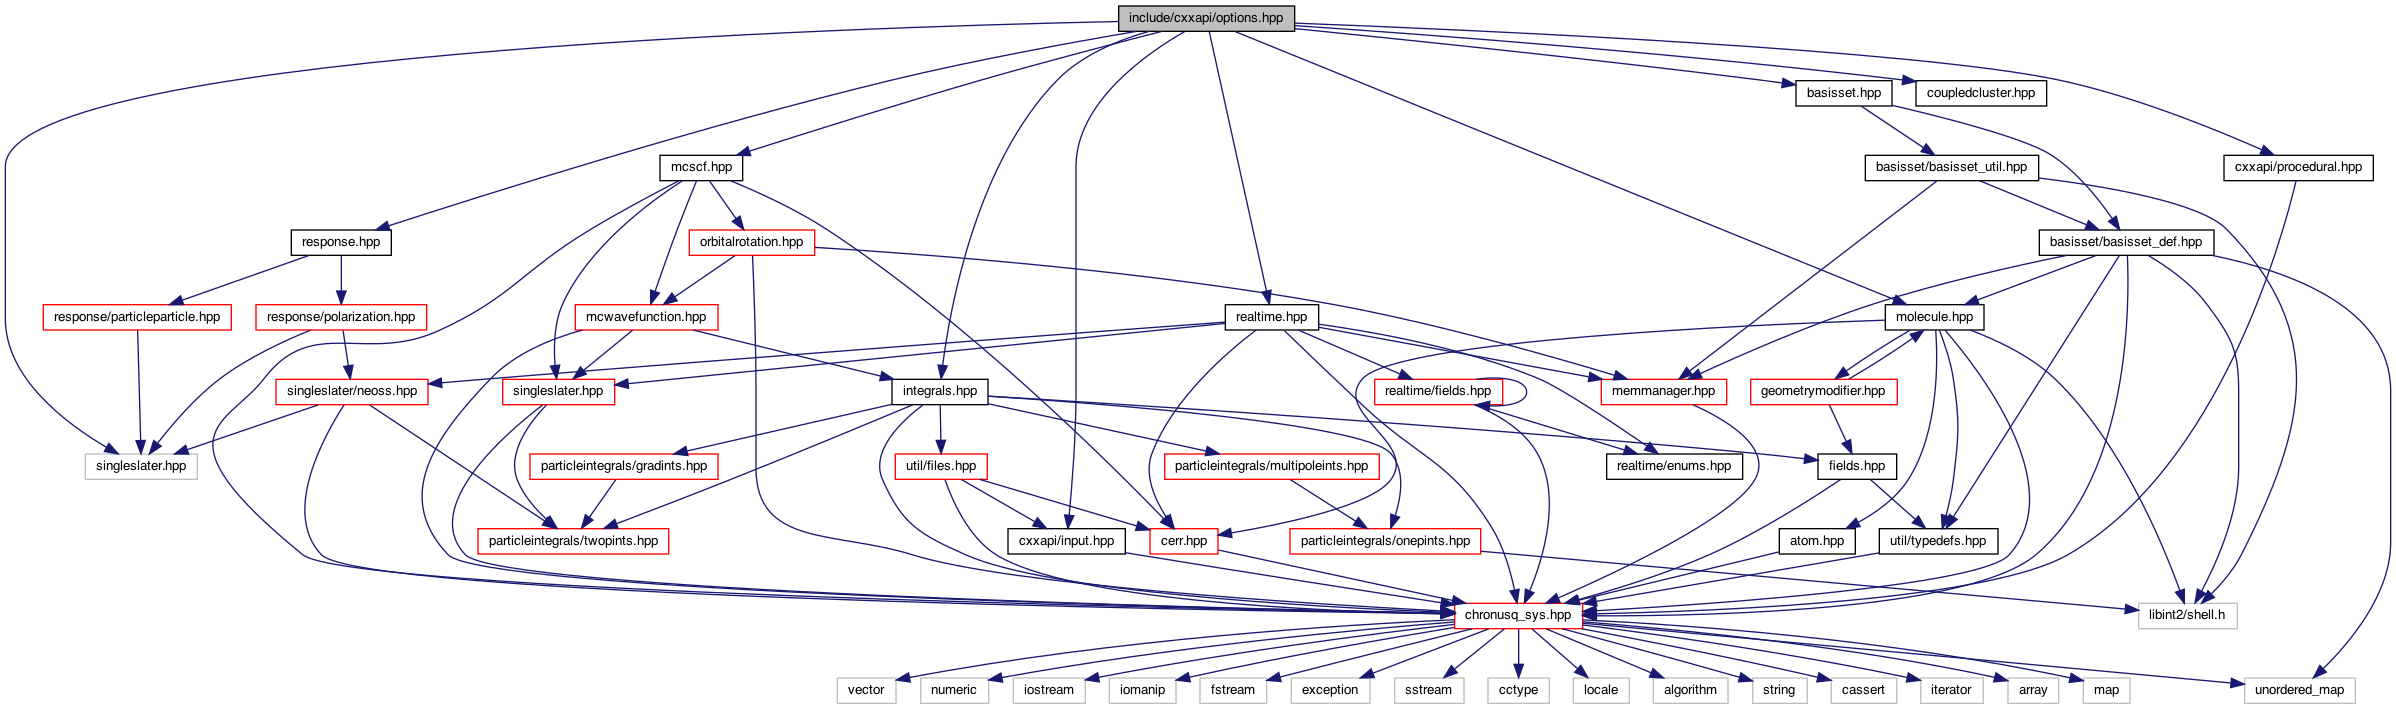 include/cxxapi/options.hpp
basisset.hpp
coupledcluster.hpp
mcscf.hpp
basisset/basisset_util.hpp
cxxapi/procedural.hpp
response.hpp
orbitalrotation.hpp
basisset/basisset_def.hpp
response/particleparticle.hpp
response/polarization.hpp
mcwavefunction.hpp
realtime.hpp
molecule.hpp
singleslater/neoss.hpp
singleslater.hpp
integrals.hpp
realtime/fields.hpp
memmanager.hpp
geometrymodifier.hpp
singleslater.hpp
particleintegrals/gradints.hpp
util/files.hpp
particleintegrals/multipoleints.hpp
realtime/enums.hpp
fields.hpp
particleintegrals/twopints.hpp
cxxapi/input.hpp
cerr.hpp
particleintegrals/onepints.hpp
atom.hpp
util/typedefs.hpp
chronusq_sys.hpp
libint2/shell.h
vector
numeric
iostream
iomanip
fstream
exception
sstream
cctype
locale
algorithm
string
cassert
iterator
array
map
unordered_map